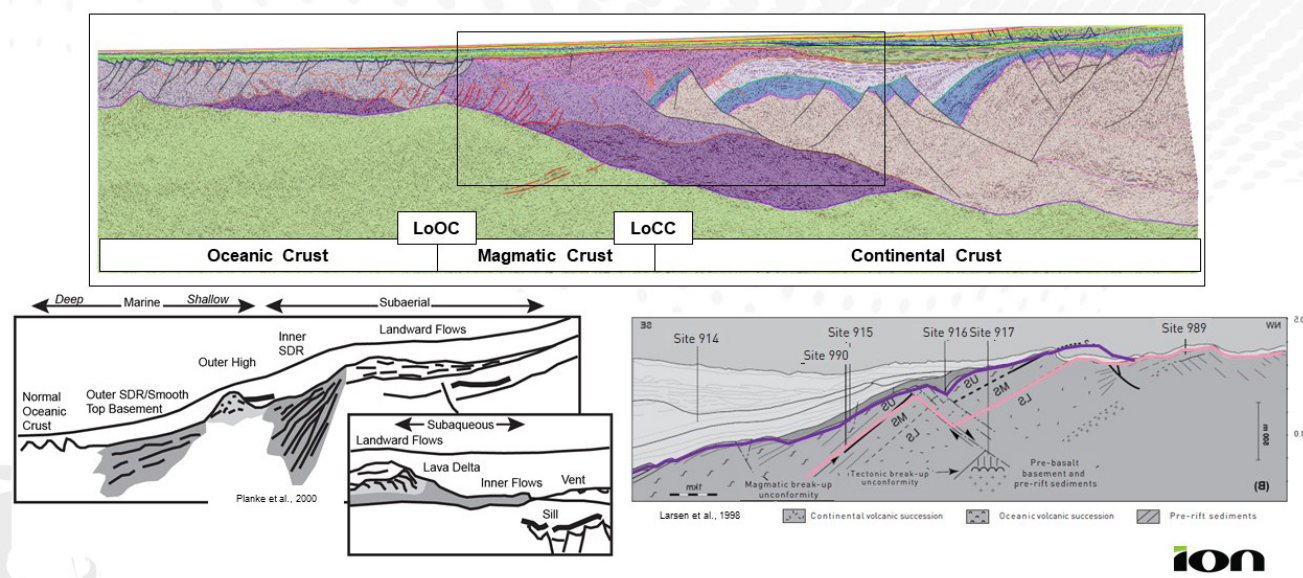 LoOC
LoCC
Oceanic Crust
Magmatic Crust
Continental Crust
Deep
Marine
Shallow
Subaerial
Landward Flows
Inner
SDR
Outer High
Outer SDR/Smooth
Top Basement
Normal
Oceanic
Crust
Planke et al., 2000
Subaqueous
Landward Flows
Lava Delta
Inner Flows
Vent
Sill
SE
NW
Site 914
Site 915
Site 990
Site 916
Site 917
Site 989
US
MS
LS
US
MS
LS
500 m
1km
Magmatic break-up
unconformity
Tectonic break-up
unconformity
Pre-basalt
basement and
pre-rift sediments
(B)
Larsen et al., 1998
Continental volcanic succession
Oceanic volcanic succession
Pre-rift sediments
ion